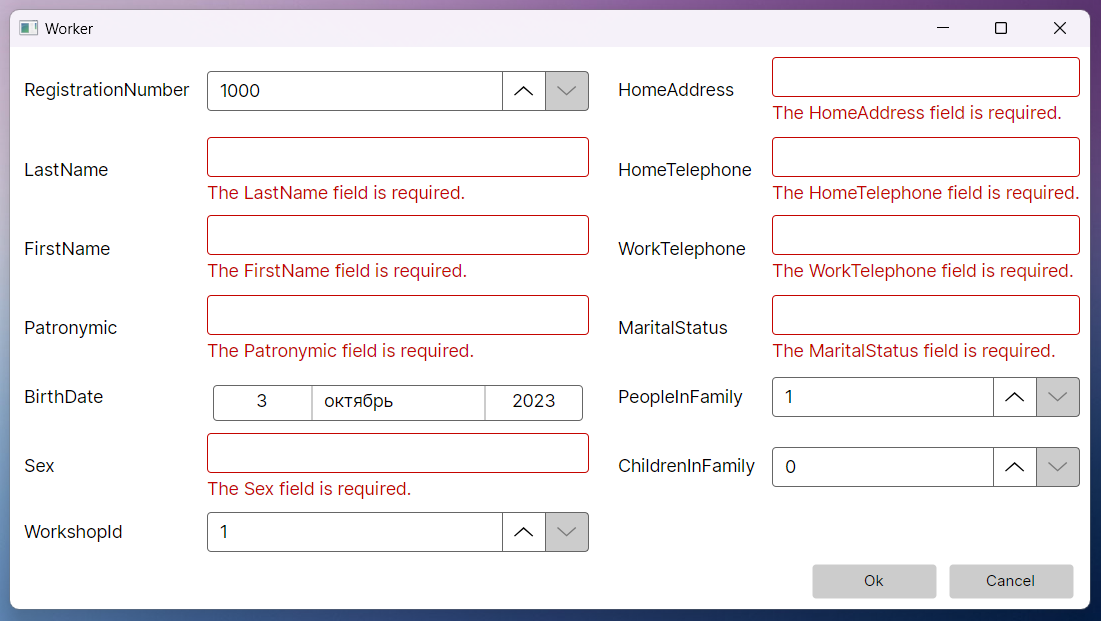 Worker
RegistrationNumber
1000
LastName
The LastName field is required.
FirstName
The FirstName field is required.
Patronymic
The Patronymic field is required.
BirthDate
3 октябрь 2023
Sex
The Sex field is required.
WorkshopId
1
HomeAddress
The HomeAddress field is required.
HomeTelephone
The HomeTelephone field is required.
WorkTelephone
The WorkTelephone field is required.
MaritalStatus
The MaritalStatus field is required.
PeopleInFamily
1
ChildrenInFamily
0
Ok
Cancel